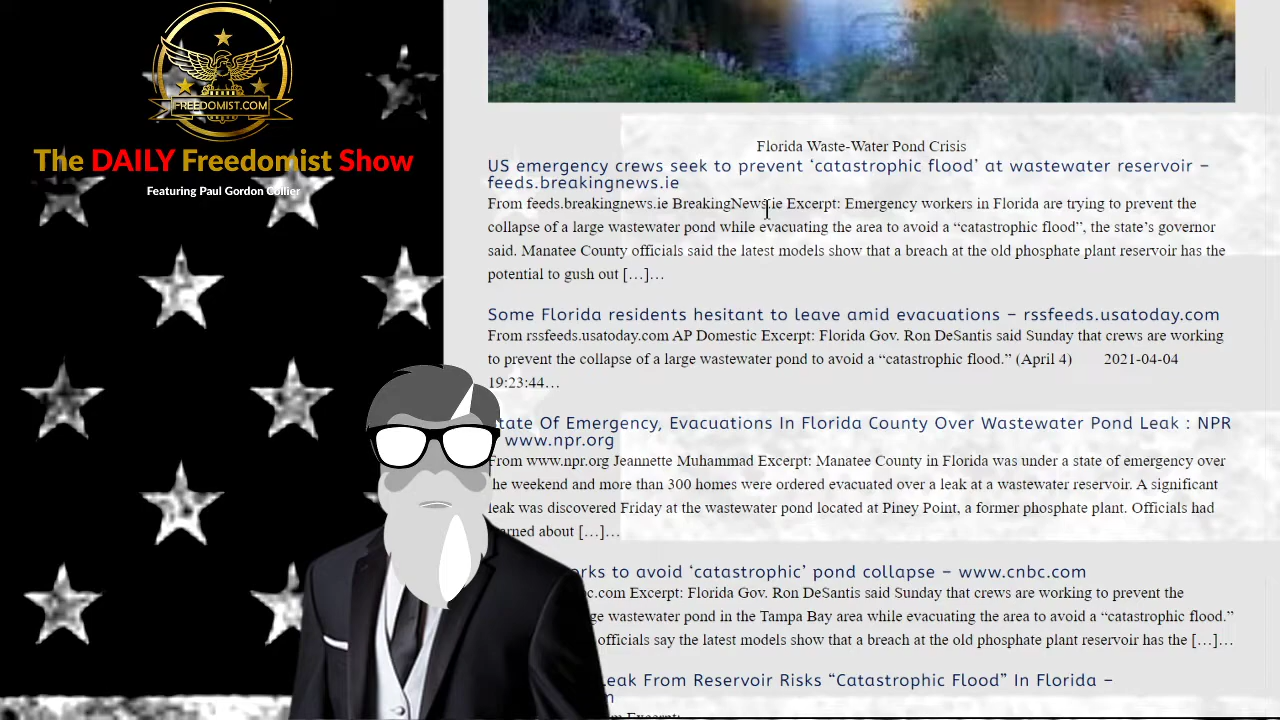 FREEDOMIST.COM
The DAILY Freedomist Show
Featuring Paul Gordon Collier
Florida Waste-Water Pond Crisis
US emergency crews seek to prevent ‘catastrophic flood’ at wastewater reservoir –
feeds.breakingnews.ie
From feeds.breakingnews.ie BreakingNews.ie Excerpt: Emergency workers in Florida are trying to prevent the
collapse of a large wastewater pond while evacuating the area to avoid a “catastrophic flood”, the state’s governor
said. Manatee County officials said the latest models show that a breach at the old phosphate plant reservoir has the
potential to gush out […]…
Some Florida residents hesitant to leave amid evacuations – rssfeeds.usatoday.com
From rssfeeds.usatoday.com AP Domestic Excerpt: Florida Gov. Ron DeSantis said Sunday that crews are working
to prevent the collapse of a large wastewater pond to avoid a “catastrophic flood.” (April 4) 2021-04-04
19:23:44…
tate Of Emergency, Evacuations In Florida County Over Wastewater Pond Leak : NPR
www.npr.org
From www.npr.org Jeannette Muhammad Excerpt: Manatee County in Florida was under a state of emergency over
he weekend and more than 300 homes were ordered evacuated over a leak at a wastewater reservoir. A significant
leak was discovered Friday at the wastewater pond located at Piney Point, a former phosphate plant. Officials had
rned about […]…
rks to avoid ‘catastrophic’ pond collapse – www.cnbc.com
c.com Excerpt: Florida Gov. Ron DeSantis said Sunday that crews are working to prevent the
ge wastewater pond in the Tampa Bay area while evacuating the area to avoid a “catastrophic flood.”
officials say the latest models show that a breach at the old phosphate plant reservoir has the […]…
eak From Reservoir Risks “Catastrophic Flood” In Florida –